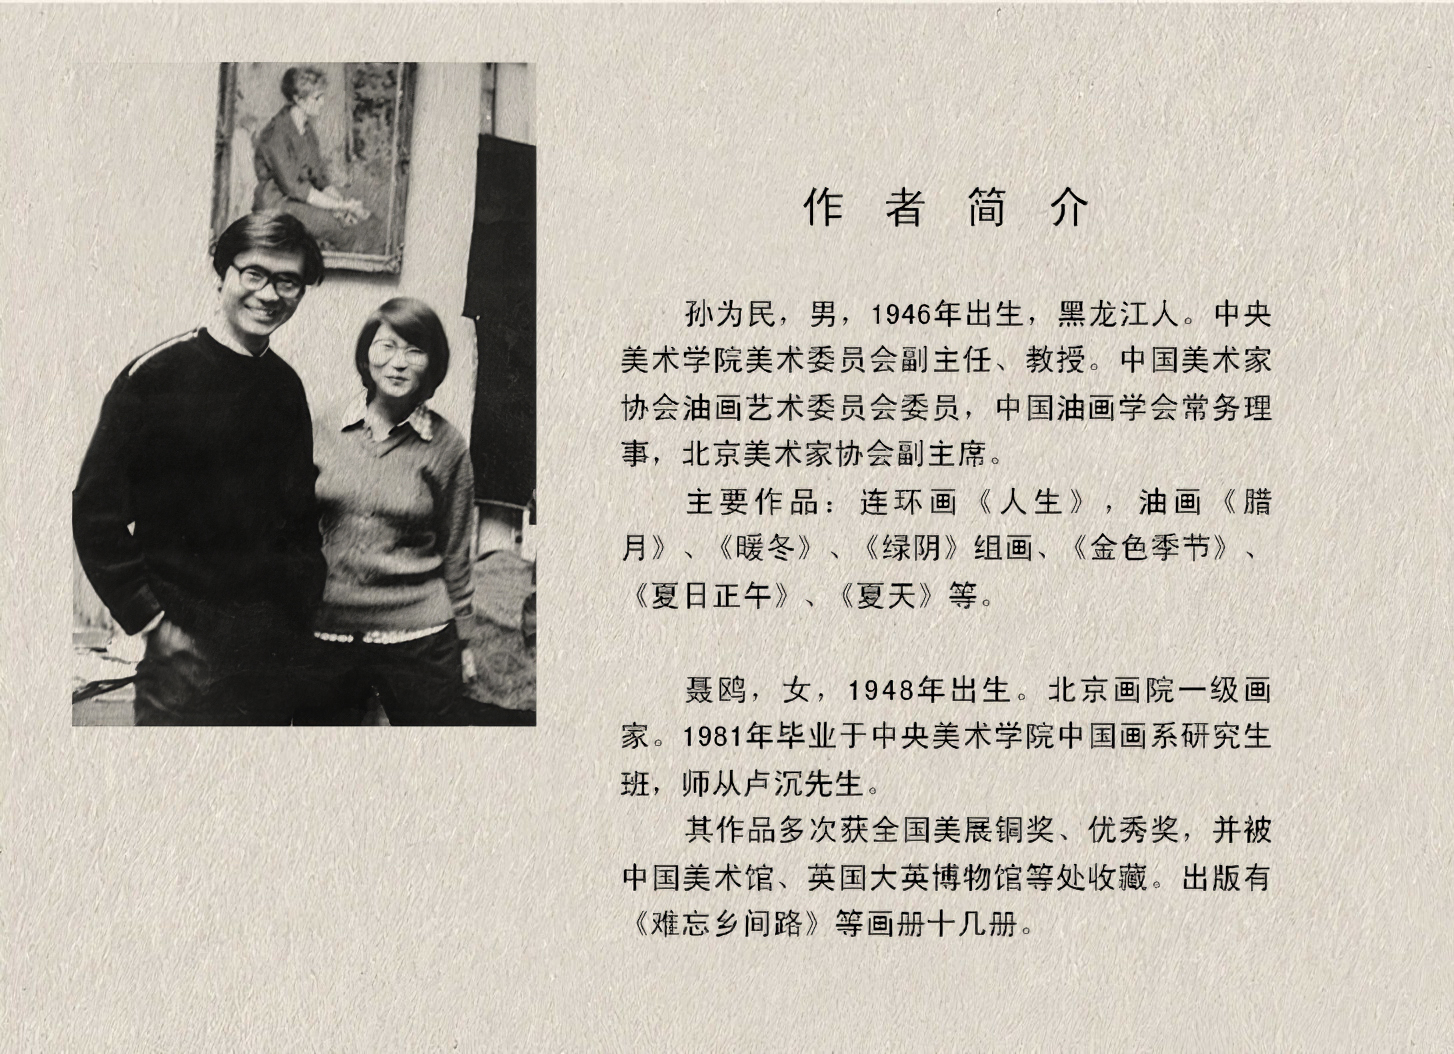 作者简介
孙为民，男，1946年出生，黑龙江人。中央
美术学院美术委员会副主任、教授。中国美术家
协会油画艺术委员会委员，中国油画学会常务理
事，北京美术家协会副主席。
主要作品：连环画《人生》，油画《腊
月》、《暖冬》、《绿阴》组画、《金色季节》、
《夏日正午》、《夏天》等。
聂鸥，女，1948年出生。北京画院一级画
家。1981年毕业于中央美术学院中国画系研究生
班，师从卢沉先生。
其作品多次获全国美展铜奖、优秀奖，并被
中国美术馆、英国大英博物馆等处收藏。出版有
《难忘乡间路》等画册十几册。